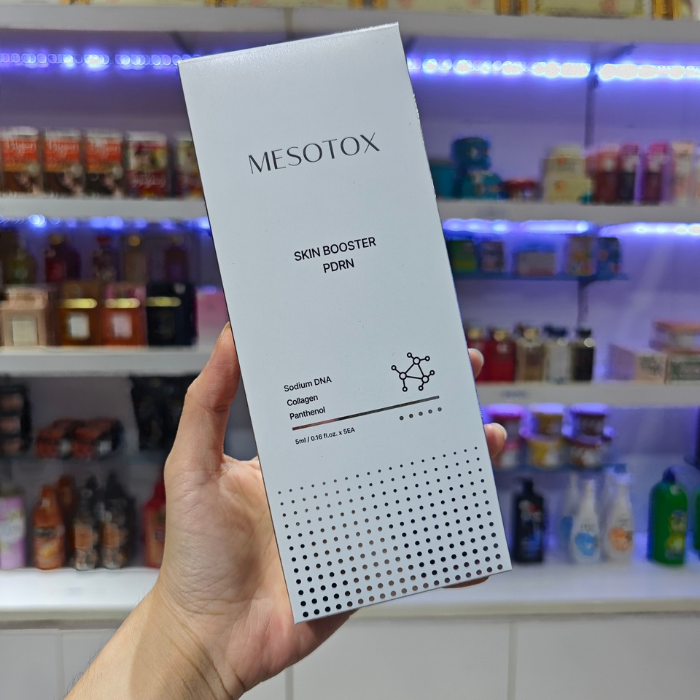 MESOTOX
SKIN BOOSTER
PDRN
Sodium DNA
Collagen
Panthenol
5ml / 0.16 fl.oz. x 5EA